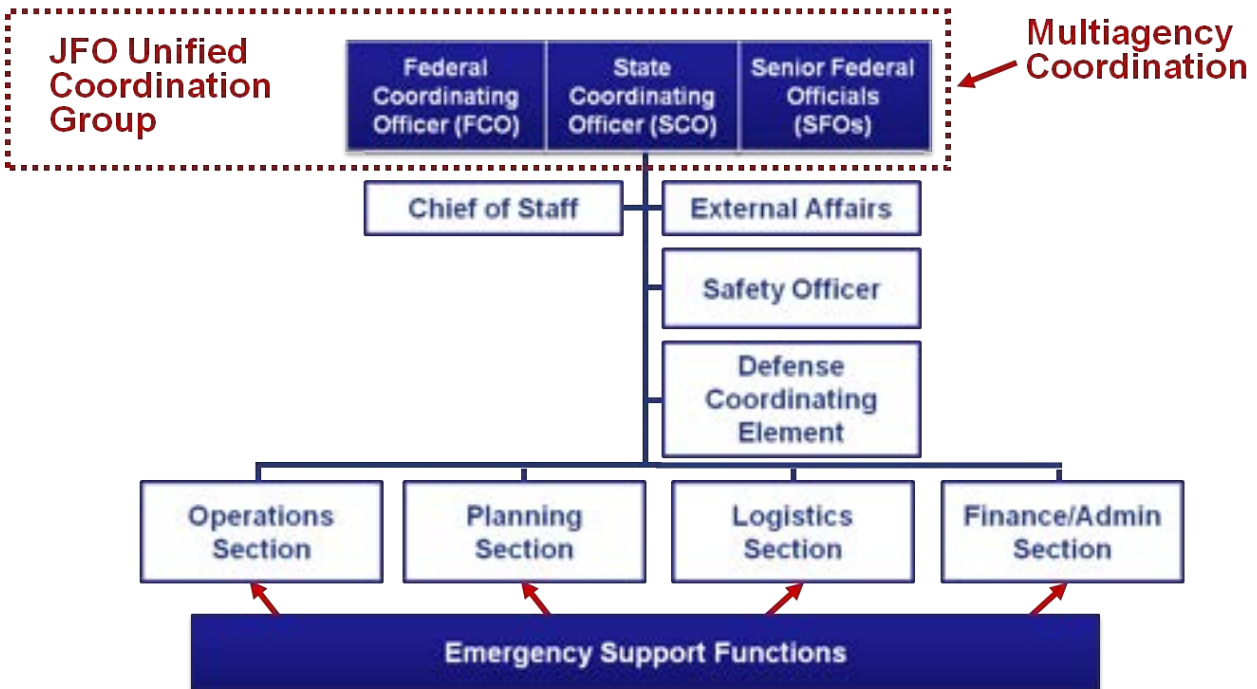 JFO Unified
Coordination
Group
Federal
Coordinating
Officer (FCO)
State
Coordinating
Officer (SCO)
Senior Federal
Officials
(SFOs)
Multiagency
Coordination
Chief of Staff
External Affairs
Safety Officer
Defense
Coordinating
Element
Operations
Section
Planning
Section
Logistics
Section
Finance/Admin
Section
Emergency Support Functions